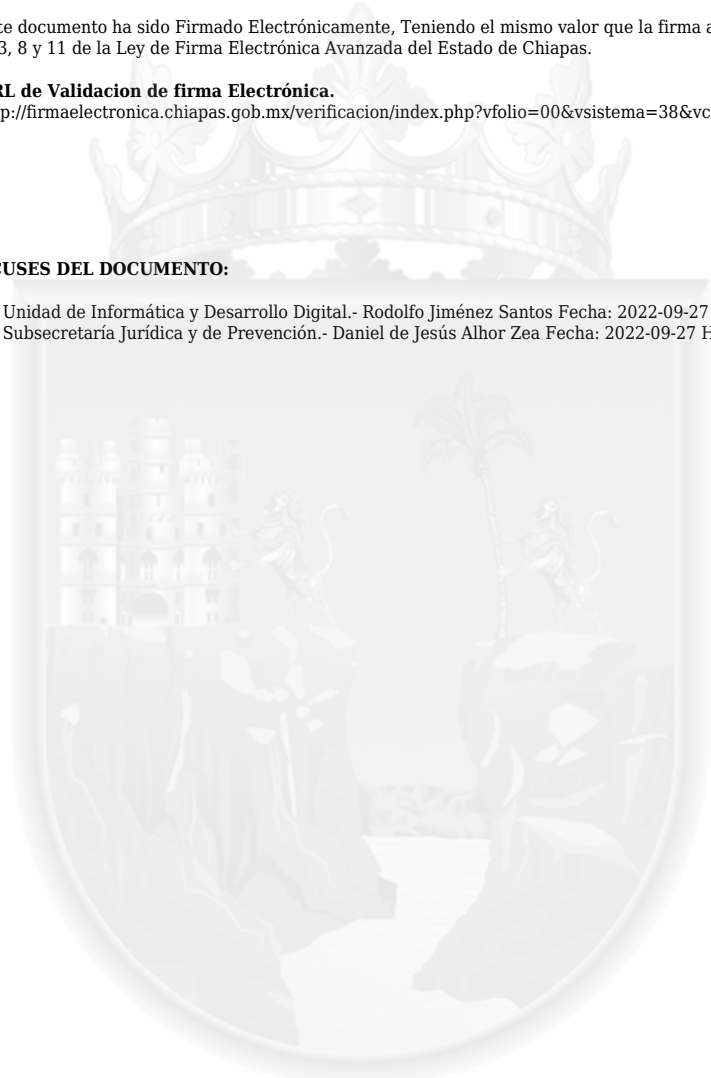 te documento ha sido Firmado Electrónicamente, Teniendo el mismo valor que la firma a
3, 8 y 11 de la Ley de Firma Electrónica Avanzada del Estado de Chiapas.
RL de Validacion de firma Electrónica.
p://firmaelectronica.chiapas.gob.mx/verificacion/index.php?vfolio=00&vsistema=38&vc
CUSES DEL DOCUMENTO:
Unidad de Informática y Desarrollo Digital.- Rodolfo Jiménez Santos Fecha: 2022-09-27
Subsecretaría Jurídica y de Prevención.- Daniel de Jesús Alhor Zea Fecha: 2022-09-27 H